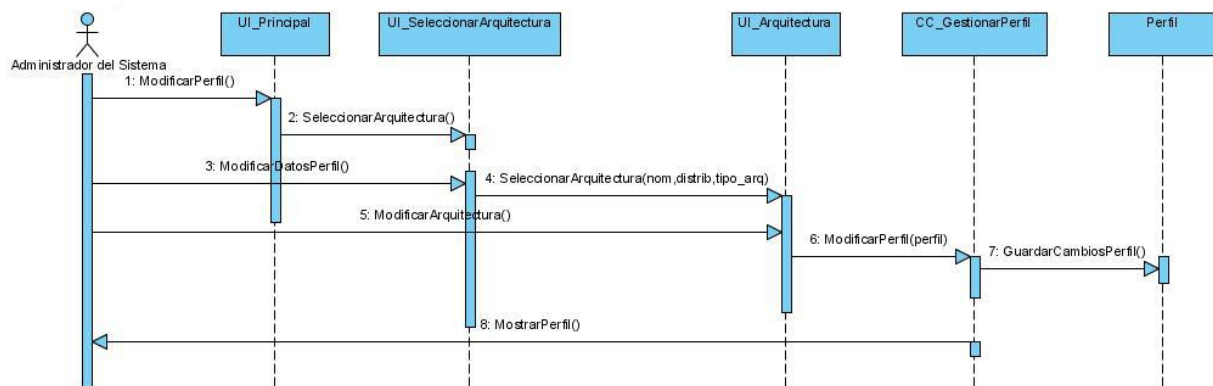 UI_Principal
UI_SeleccionarArquitectura
UI_Arquitectura
CC_GestionarPerfil
Perfil
Administrador del Sistema
1: ModificarPerfil()
2: SeleccionarArquitectura()
3: ModificarDatosPerfil()
4: SeleccionarArquitectura(nom,distrib,tipo_arq)
5: ModificarArquitectura()
6: ModificarPerfil(perfil)
7: GuardarCambiosPerfil()
8: MostrarPerfil()